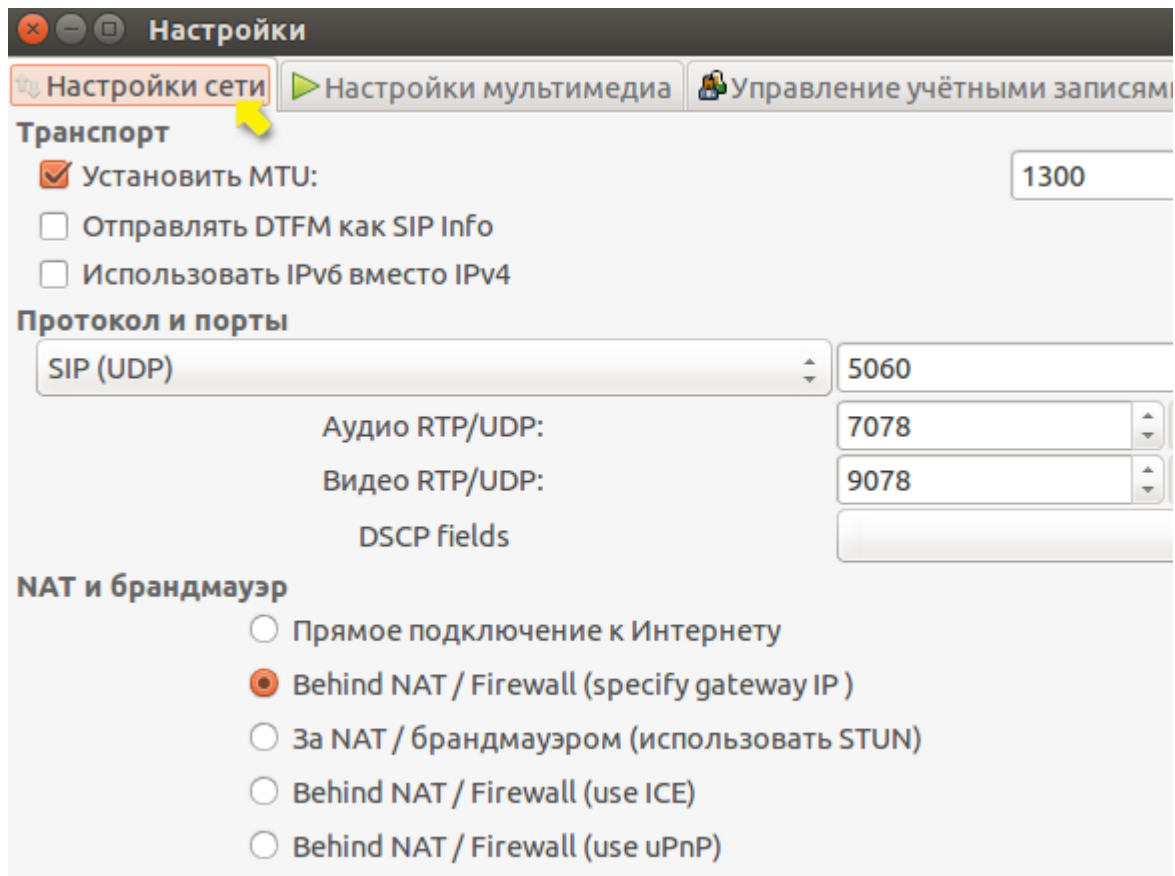 Настройки
Настройки сети Настройки мультимедиа Управление учётными записями
Транспорт
Установить MTU: 1300
Отправлять DTFM как SIP Info
Использовать IPv6 вместо IPv4
Протокол и порты
SIP (UDP) 5060
Аудио RTP/UDP: 7078
Видео RTP/UDP: 9078
DSCP fields
NAT и брандмауэр
Прямое подключение к Интернету
Behind NAT / Firewall (specify gateway IP )
За NAT / брандмауэром (использовать STUN)
Behind NAT / Firewall (use ICE)
Behind NAT / Firewall (use uPnP)